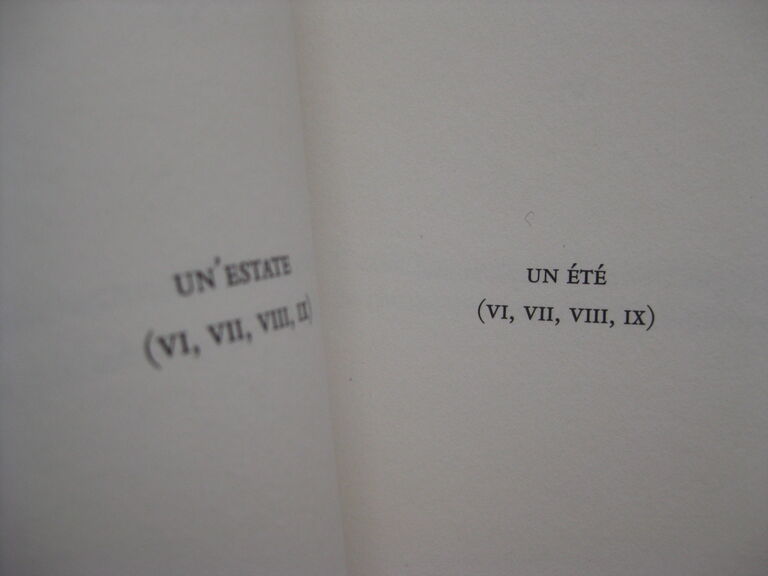 UN'ESTATE
(VI, VII, VIII, IX)
UN ÉTÉ
(VI, VII, VIII, IX)